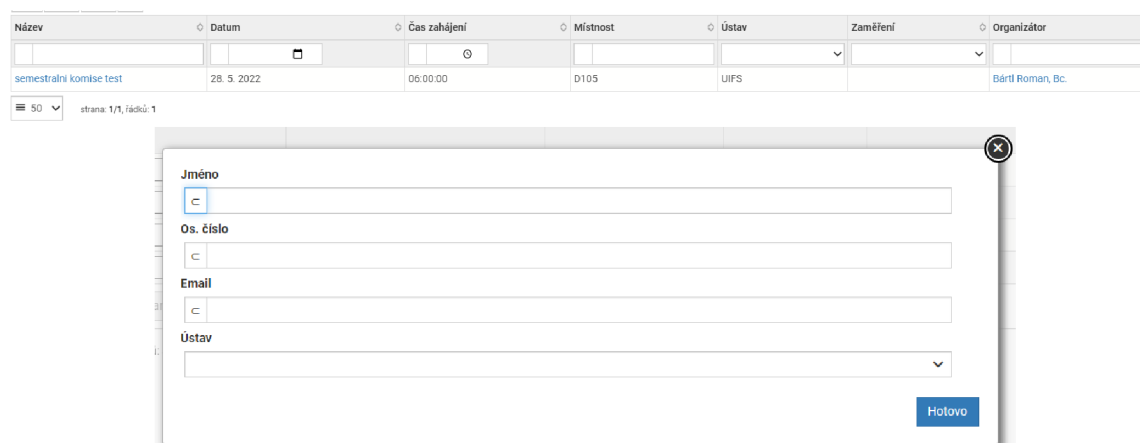 Název Datum Čas zahájení Místnost Ústav Zaměření Organizátor
semestralni komise test 28. 5. 2022 06:00:00 D105 UIFS Bártl Roman, Bc.
50 strana: 1/1, řádků: 1
Jméno
⊂
Os. číslo
⊂
Email
⊂
Ústav
Hotovo